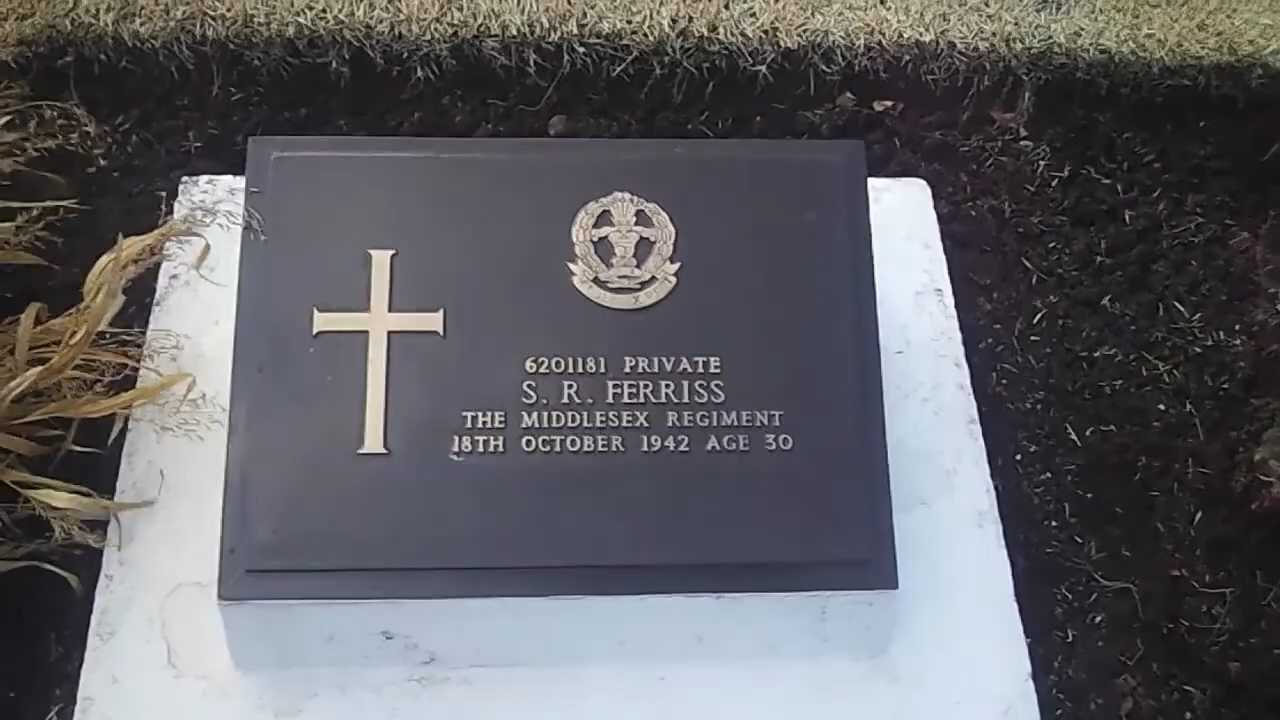 6201181 PRIVATE
S. R. FERRISS
THE MIDDLESEX REGIMENT
18TH OCTOBER 1942 AGE 30